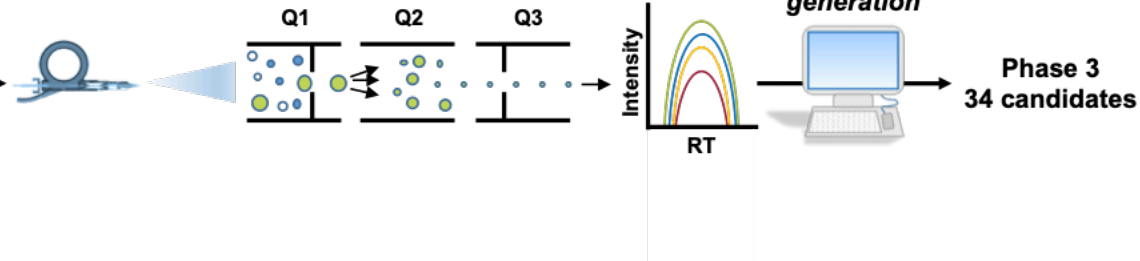 generation
Q1
Q2
Q3
Intensity
RT
Phase 3
34 candidates